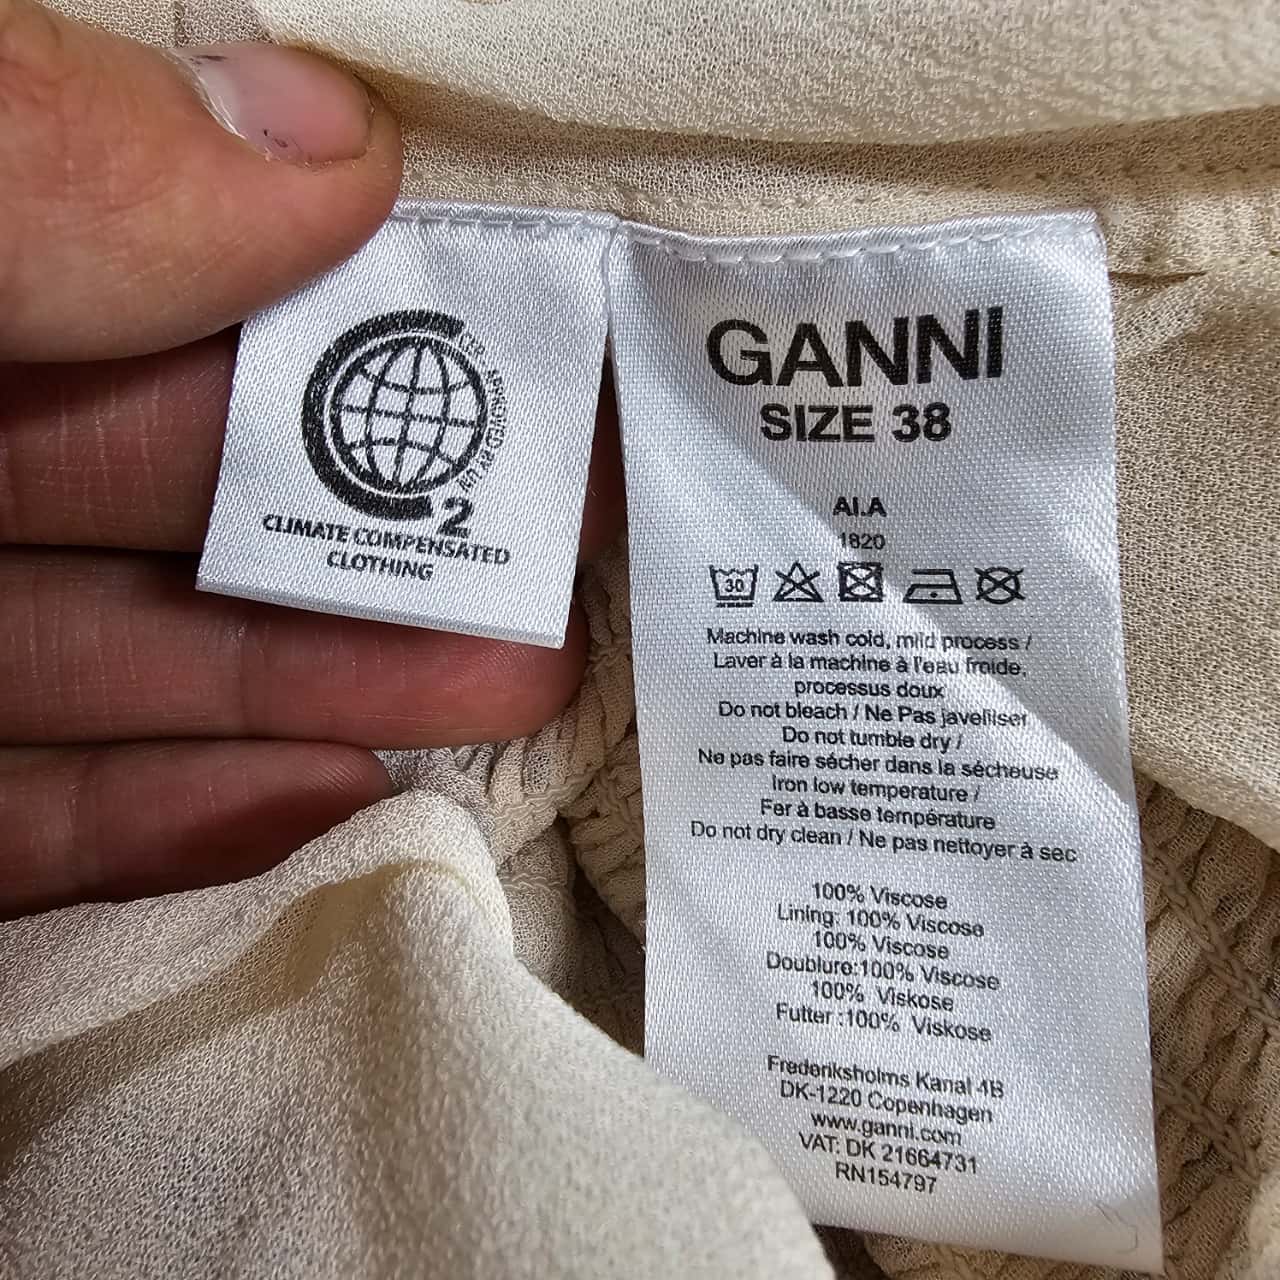 2
CLIMATE COMPENSATED
CLOTHING
GANNI
SIZE 38
AI.A
1820
30
Machine wash cold, mild process /
Laver à la machine à l'eau froide,
processus doux
Do not bleach / Ne Pas javelliser
Do not tumble dry /
Ne pas faire sécher dans la sécheuse
Iron low temperature /
Fer à basse température
Do not dry clean / Ne pas nettoyer à sec
100% Viscose
Lining: 100% Viscose
100% Viscose
Doublure:100% Viscose
100% Viskose
Futter :100% Viskose
Frederiksholms Kanal 4B
DK-1220 Copenhagen
www.ganni.com
VAT: DK 21664731
RN154797